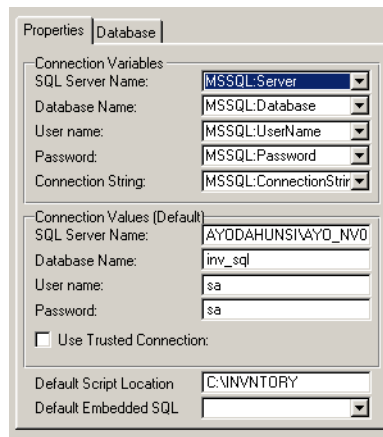 Properties Database
Connection Variables
SQL Server Name: MSSQL:Server
Database Name: MSSQL:Database
User name: MSSQL:UserName
Password: MSSQL:Password
Connection String: MSSQL:ConnectionStrin
Connection Values (Default)
SQL Server Name: AYODAHUNSI\AYO_NV0
Database Name: inv_sql
User name: sa
Password: sa
Use Trusted Connection:
Default Script Location C:\INVNTORY
Default Embedded SQL